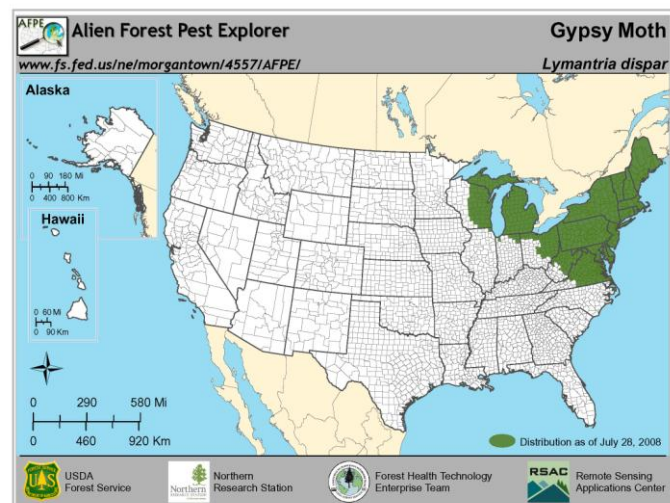 AFPE
Alien Forest Pest Explorer
Gypsy Moth
www.fs.fed.us/ne/morgantown/4557/AFPE/
Lymantria dispar
Alaska
0 90 180 Mi
0 400 800 Km
Hawaii
0 60 Mi
0 90 Km
0 290 580 Mi
0 460 920 Km
Distribution as of July 28, 2008
UAS
USDA
Forest Service
Northern
Northern
Research Station
Forest Health Technology
Enterprise Team
RSAC
Remote Sensing
Applications Center